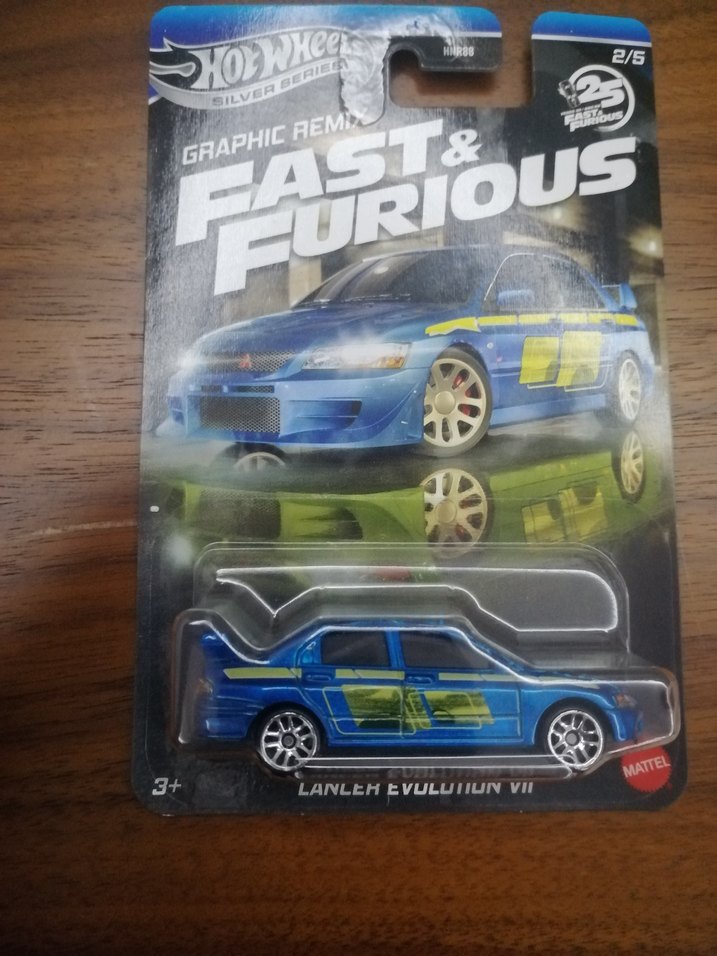 HOT WHEELS
SILVER SERIES
HNR88
2/5
25
FAST & FURIOUS
GRAPHIC REMIX
FAST &
FURIOUS
3+
LANCER EVOLUTION VII
MATTEL